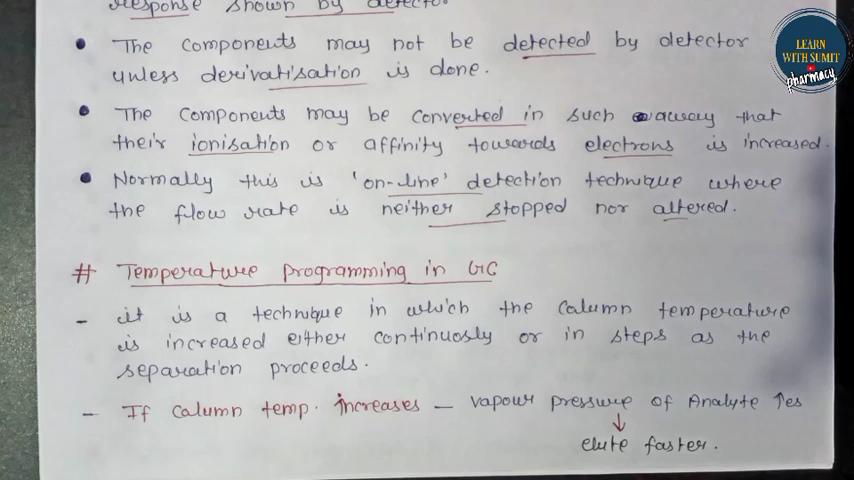 response shown by detector
• The components may not be detected by detector
unless derivatisation is done.
• The components may be converted in such a away that
their ionisation or affinity towards electrons is increased.
• Normally this is 'on-line' detection technique where
the flow rate is neither stopped nor altered.
# Temperature programming in GC
- it is a technique in which the column temperature
is increased either continuosly or in steps as the
separation proceeds.
- If column temp. increases - vapour pressure of Analyte ↑es
↓
elute faster.
LEARN
WITH SUMIT
pharmacy